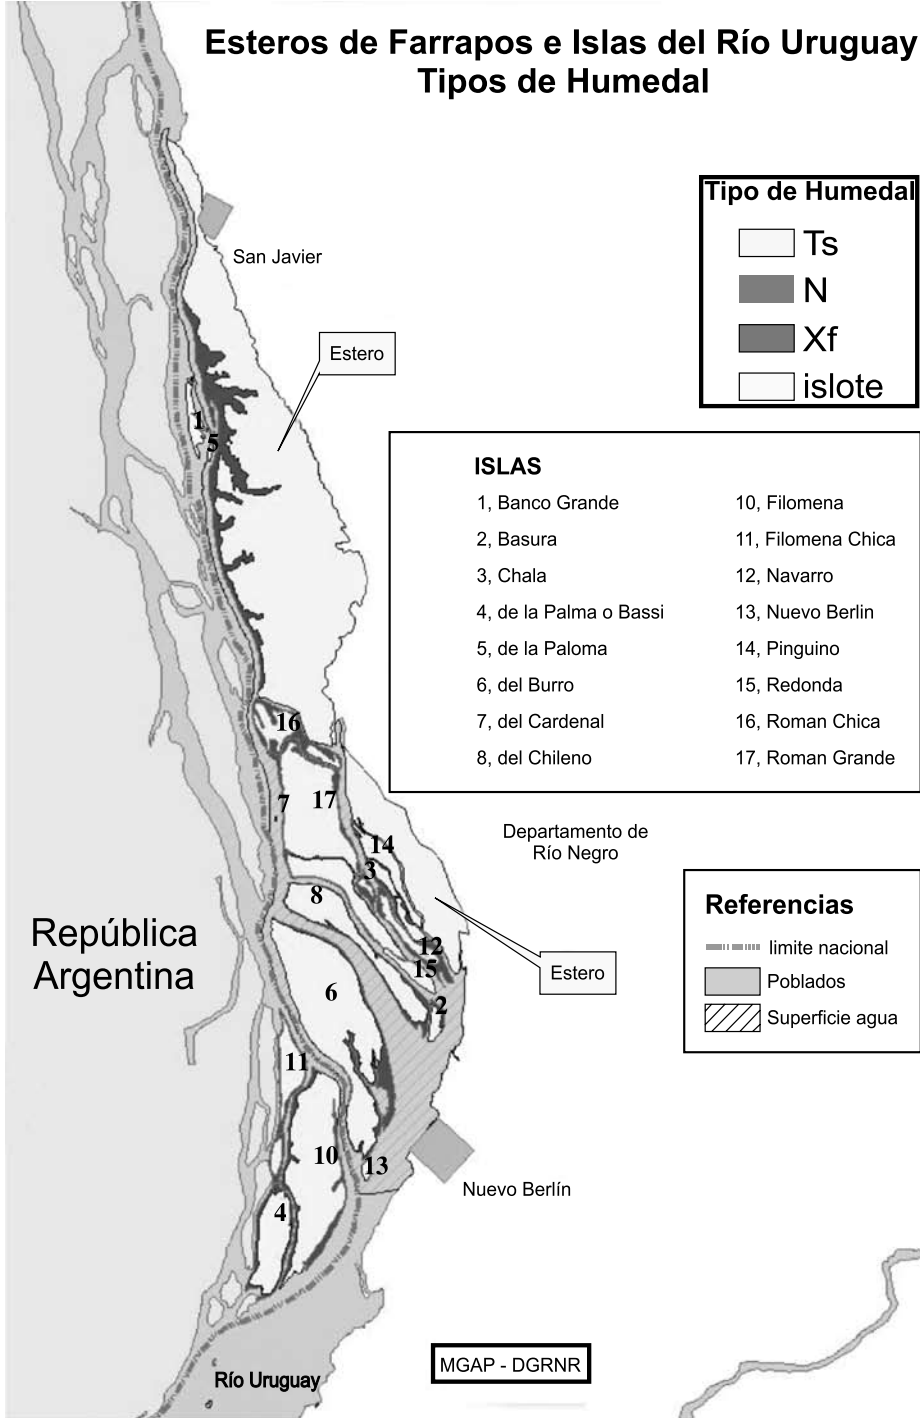 Esteros de Farrapos e Islas del Río Uruguay
Tipos de Humedal
Tipo de Humedal
Ts
N
Xf
islote
San Javier
Estero
1
5
ISLAS
1, Banco Grande
2, Basura
3, Chala
4, de la Palma o Bassi
5, de la Paloma
6, del Burro
7, del Cardenal
8, del Chileno
10, Filomena
11, Filomena Chica
12, Navarro
13, Nuevo Berlin
14, Pinguino
15, Redonda
16, Roman Chica
17, Roman Grande
16
7
17
14
3
8
12
15
2
6
11
10
13
4
Departamento de
Río Negro
Estero
República
Argentina
Referencias
limite nacional
Poblados
Superficie agua
Nuevo Berlín
MGAP - DGRNR
Río Uruguay